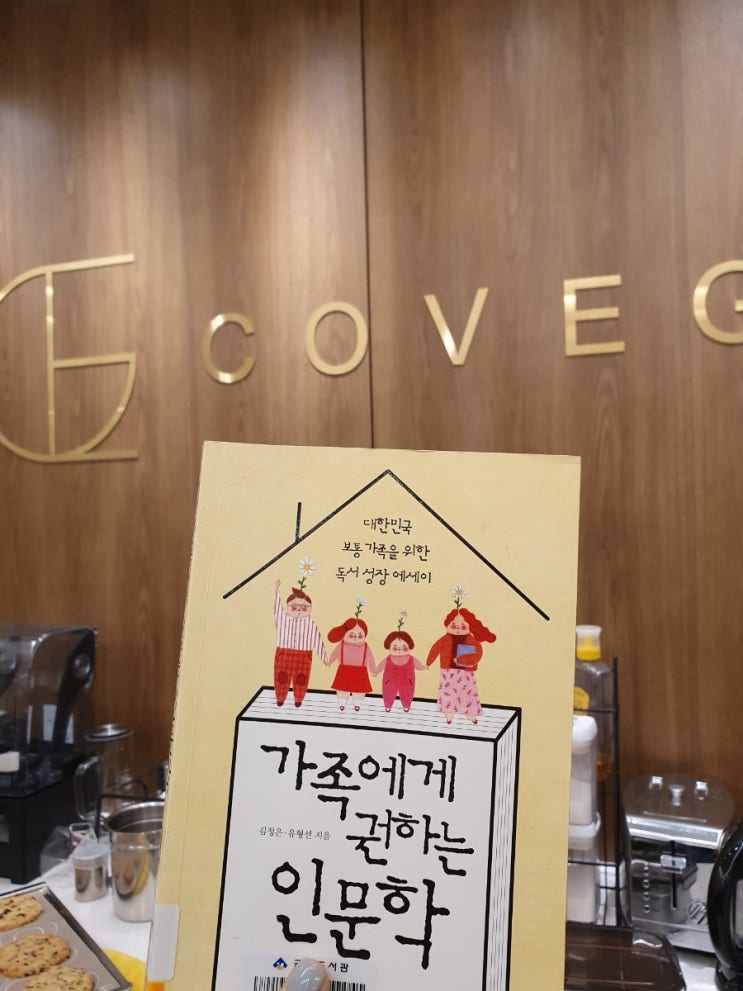 ECOVEG
대한민국
보통 가족을 위한
독서 성장 에세이
가족에게
권하는
김정은·유형선 지음
인문학